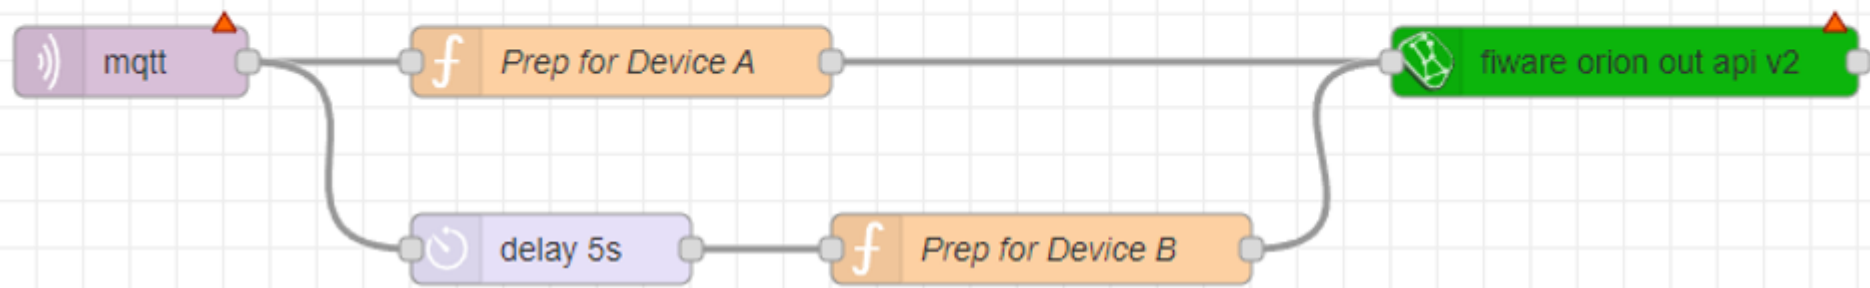 mqtt
Prep for Device A
fiware orion out api v2
delay 5s
Prep for Device B